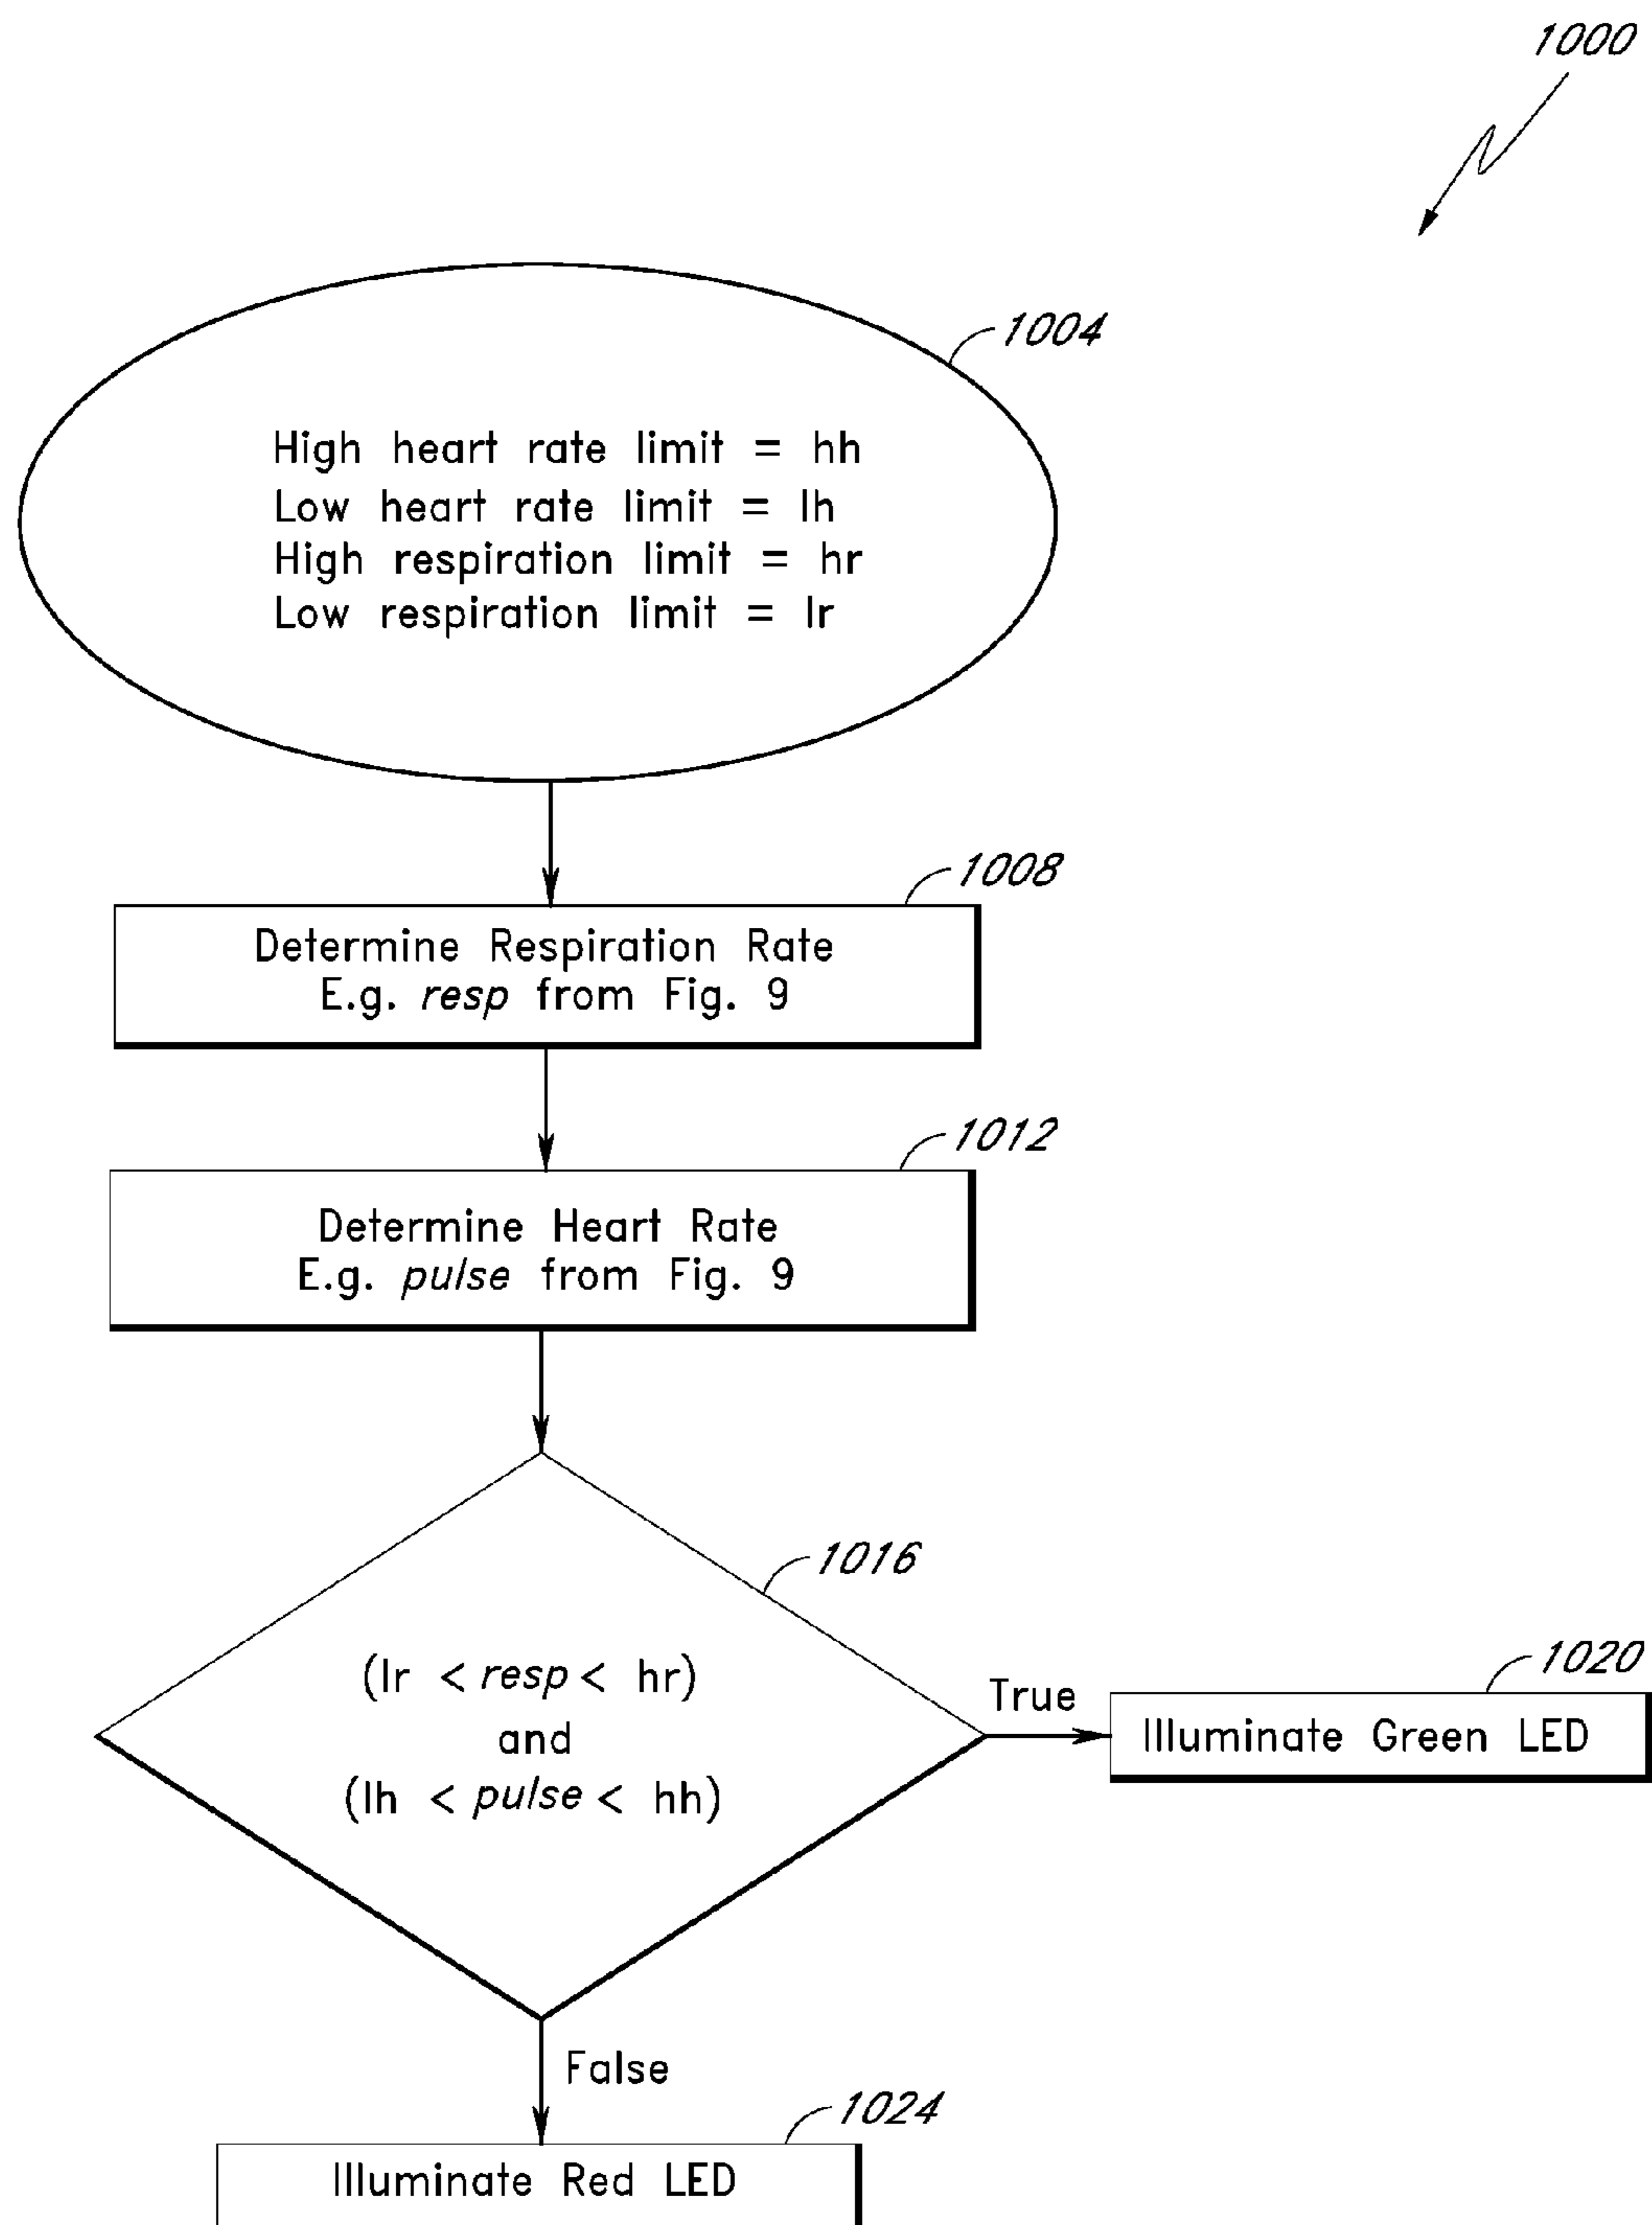 1000
1004
High heart rate limit = hh
Low heart rate limit = lh
High respiration limit = hr
Low respiration limit = lr
1008
Determine Respiration Rate
E.g. resp from Fig. 9
1012
Determine Heart Rate
E.g. pulse from Fig. 9
1016
(lr < resp < hr)
and
(lh < pulse < hh)
True
1020
Illuminate Green LED
False
1024
Illuminate Red LED